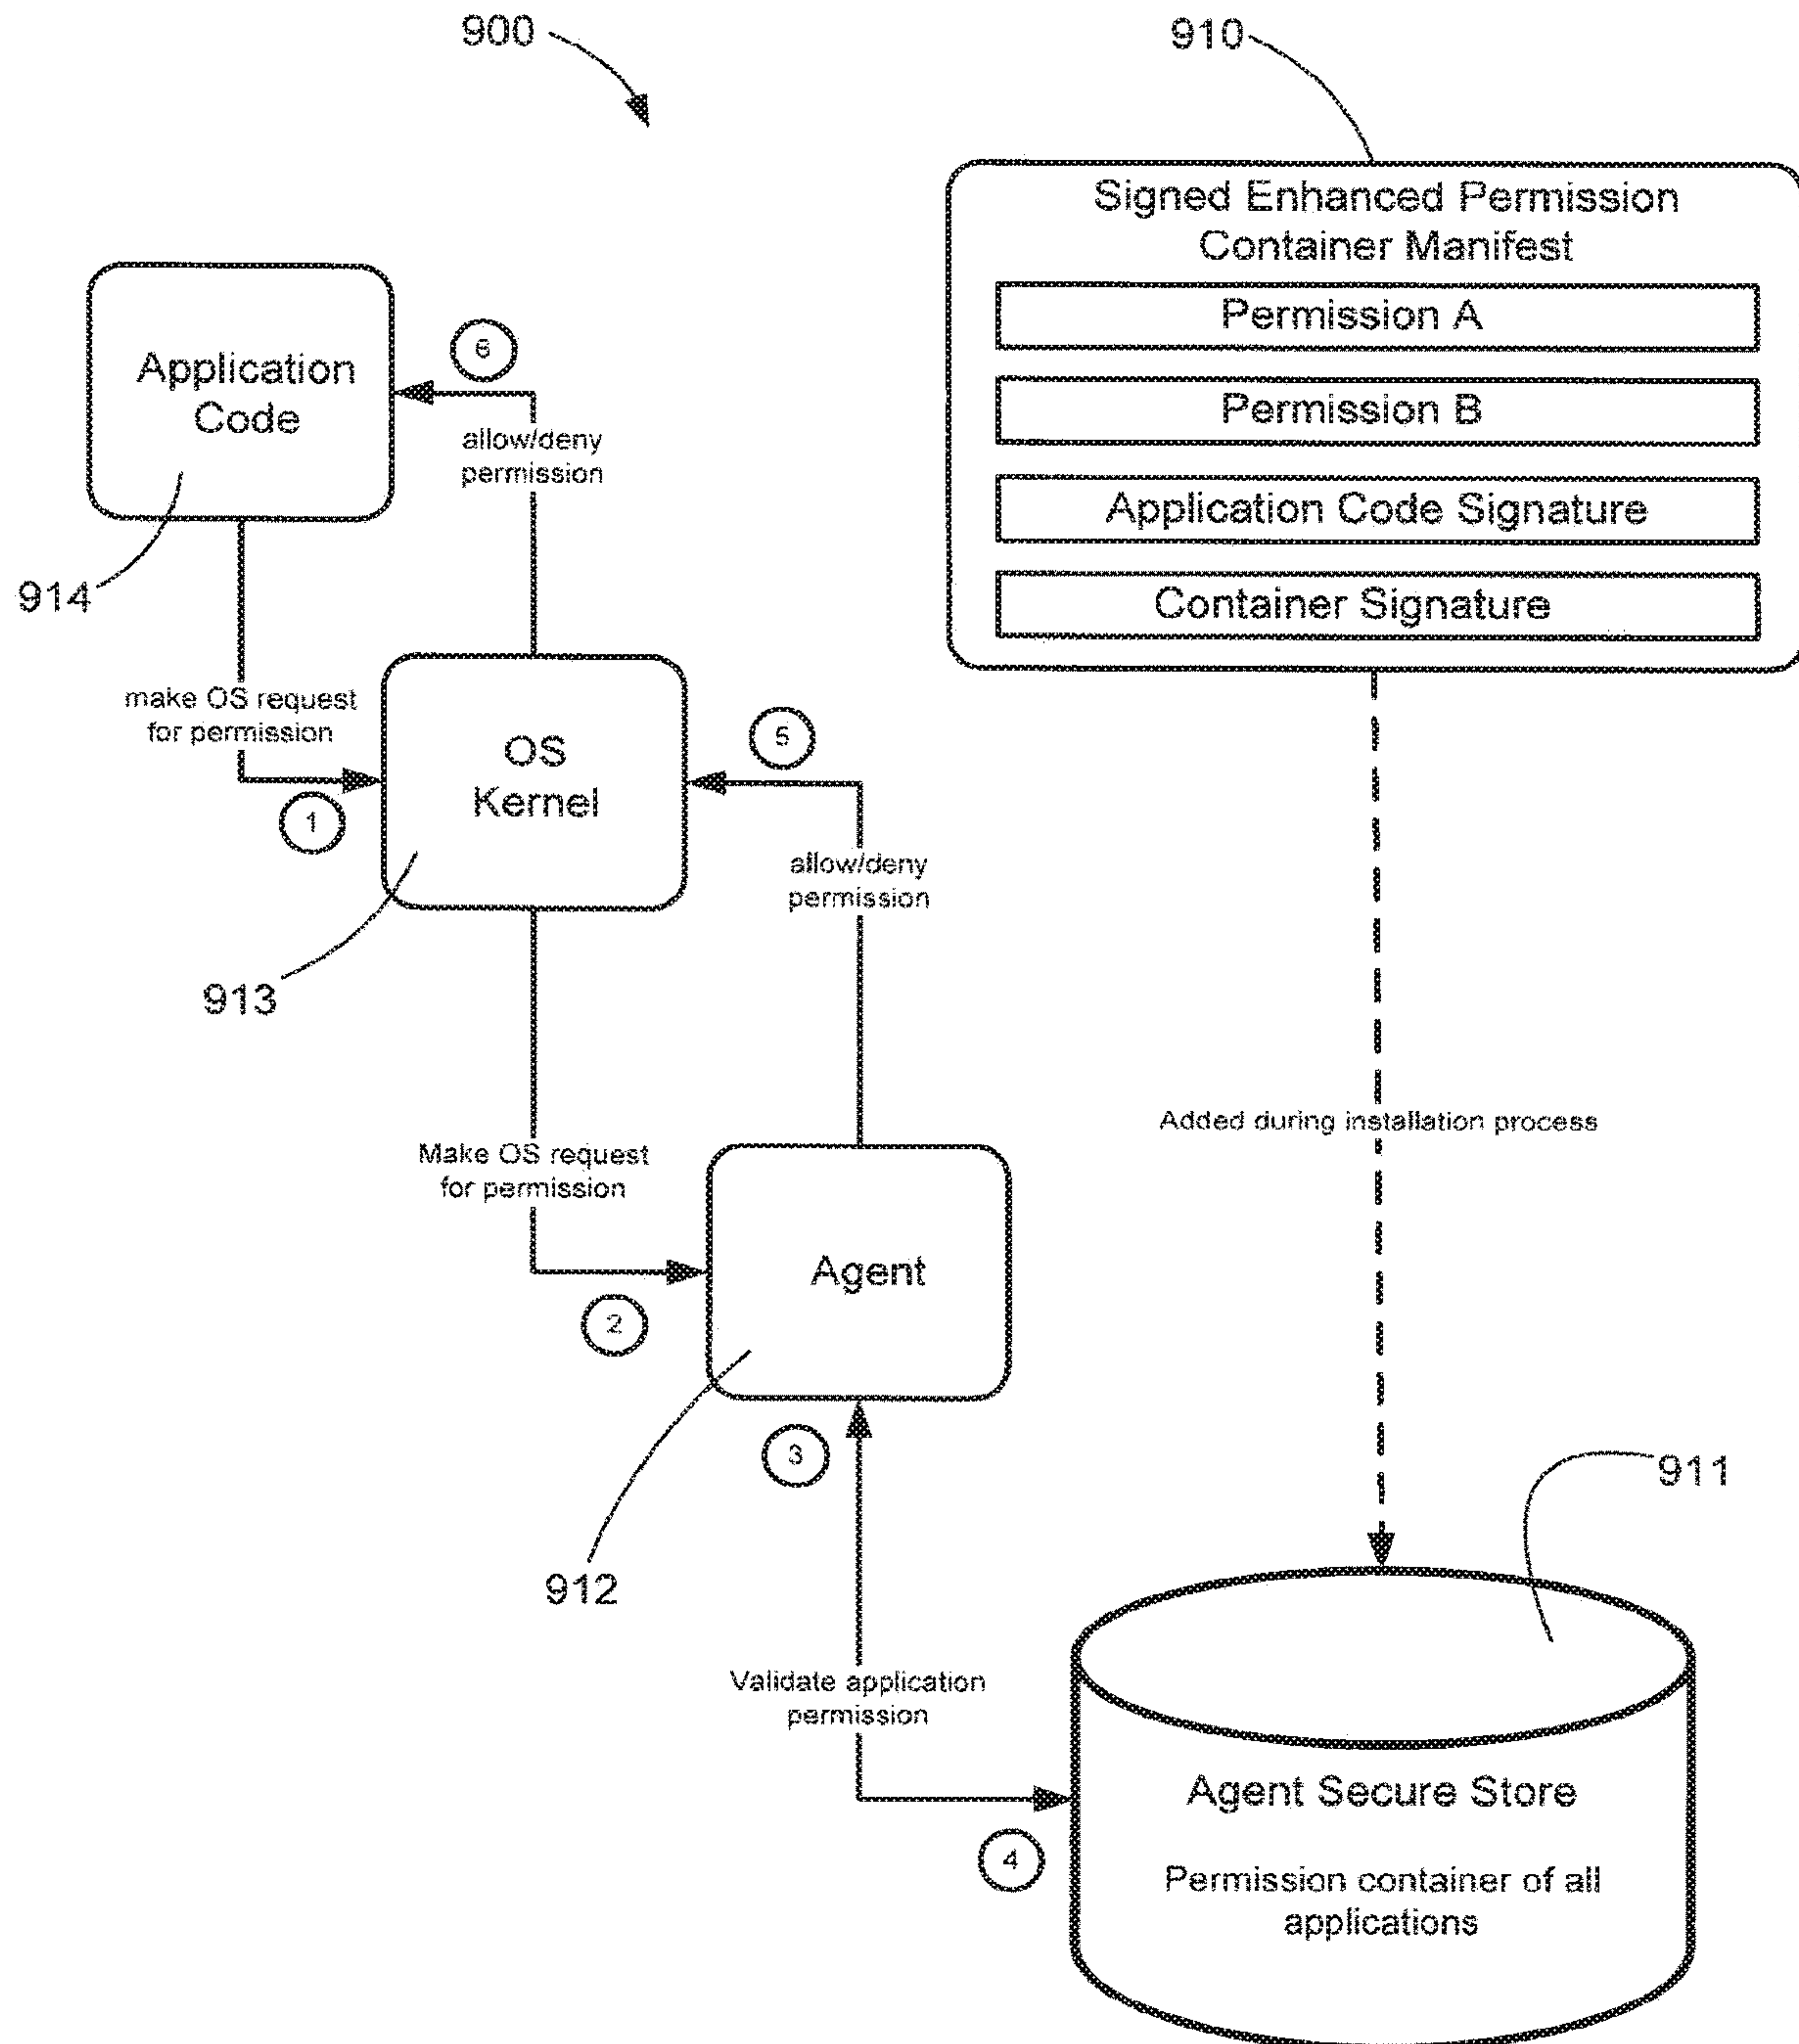 900
910
Signed Enhanced Permission
Container Manifest
Permission A
Permission B
Application Code Signature
Container Signature
Application
Code
6
allow/deny
permission
914
make OS request
for permission
1
OS
Kernel
5
allow/deny
permission
913
Make OS request
for permission
2
Agent
Added during installation process
3
912
911
Validate application
permission
4
Agent Secure Store
Permission container of all
applications